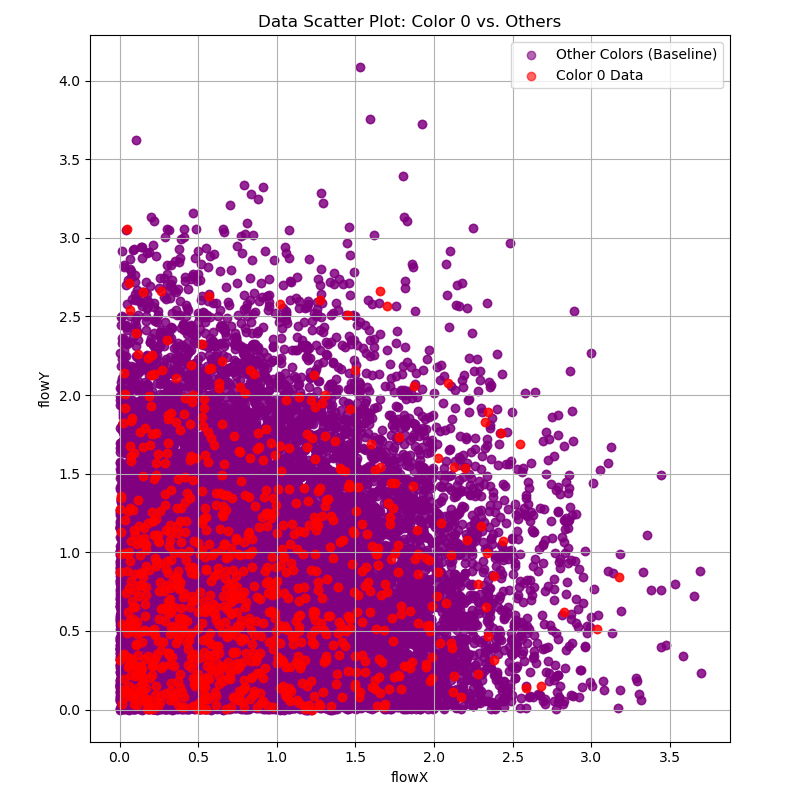 Data Scatter Plot: Color 0 vs. Others
Other Colors (Baseline)
Color 0 Data
flowY
4.0
3.5
3.0
2.5
2.0
1.5
1.0
0.5
0.0
0.0 0.5 1.0 1.5 2.0 2.5 3.0 3.5
flowX